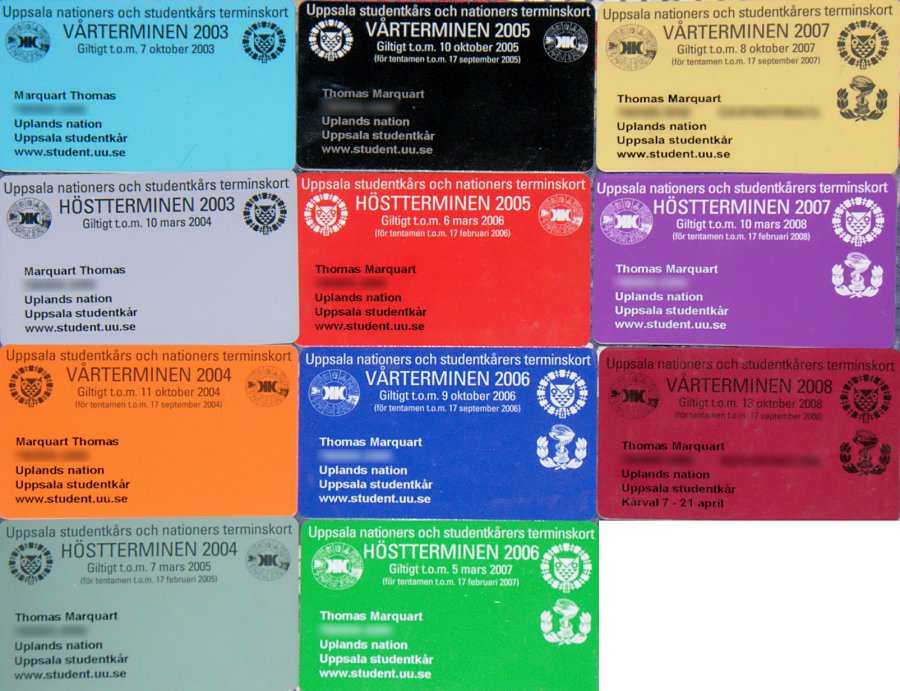 Uppsala studentkårs och nationers terminskort
VÅRTERMINEN 2003
Giltigt t.o.m. 7 oktober 2003
Marquart Thomas
Uplands nation
Uppsala studentkår
www.student.uu.se
Uppsala nationers och studentkårs terminskort
HÖSTTERMINEN 2003
Giltigt t.o.m. 10 mars 2004
Marquart Thomas
Uplands nation
Uppsala studentkår
www.student.uu.se
Uppsala studentkårs och nationers terminskort
VÅRTERMINEN 2004
Giltigt t.o.m. 11 oktober 2004
(för tentamen t.o.m. 17 september 2004)
Marquart Thomas
Uplands nation
Uppsala studentkår
www.student.uu.se
Uppsala studentkårs och nationers terminskort
HÖSTTERMINEN 2004
Giltigt t.o.m. 7 mars 2005
(för tentamen t.o.m. 17 februari 2005)
Thomas Marquart
Uplands nation
Uppsala studentkår
www.student.uu.se
Uppsala studentkårs och nationers terminskort
VÅRTERMINEN 2005
Giltigt t.o.m. 10 oktober 2005
(för tentamen t.o.m. 17 september 2005)
Thomas Marquart
Uplands nation
Uppsala studentkår
www.student.uu.se
Uppsala nationers och studentkårs terminskort
HÖSTTERMINEN 2005
Giltigt t.o.m. 6 mars 2006
(för tentamen t.o.m. 17 februari 2006)
Thomas Marquart
Uplands nation
Uppsala studentkår
www.student.uu.se
Uppsala nationers och studentkårers terminskort
VÅRTERMINEN 2006
Giltigt t.o.m. 9 oktober 2006
(för tentamen t.o.m. 17 september 2006)
Thomas Marquart
Uplands nation
Uppsala studentkår
www.student.uu.se
Uppsala nationers och studentkårers terminskort
HÖSTTERMINEN 2006
Giltigt t.o.m. 5 mars 2007
(för tentamen t.o.m. 17 februari 2007)
Thomas Marquart
Uplands nation
Uppsala studentkår
www.student.uu.se
Uppsala nationers och studentkårers terminskort
VÅRTERMINEN 2007
Giltigt t.o.m. 8 oktober 2007
(för tentamen t.o.m. 17 september 2007)
Thomas Marquart
Uplands nation
Uppsala studentkår
www.student.uu.se
Uppsala nationers och studentkårers terminskort
HÖSTTERMINEN 2007
Giltigt t.o.m. 10 mars 2008
(för tentamen t.o.m. 17 februari 2008)
Thomas Marquart
Uplands nation
Uppsala studentkår
www.student.uu.se
Uppsala nationers och studentkårers terminskort
VÅRTERMINEN 2008
Giltigt t.o.m. 13 oktober 2008
(för tentamen t.o.m. 17 september 2008)
Thomas Marquart
Uplands nation
Uppsala studentkår
Kårval 7 - 21 april